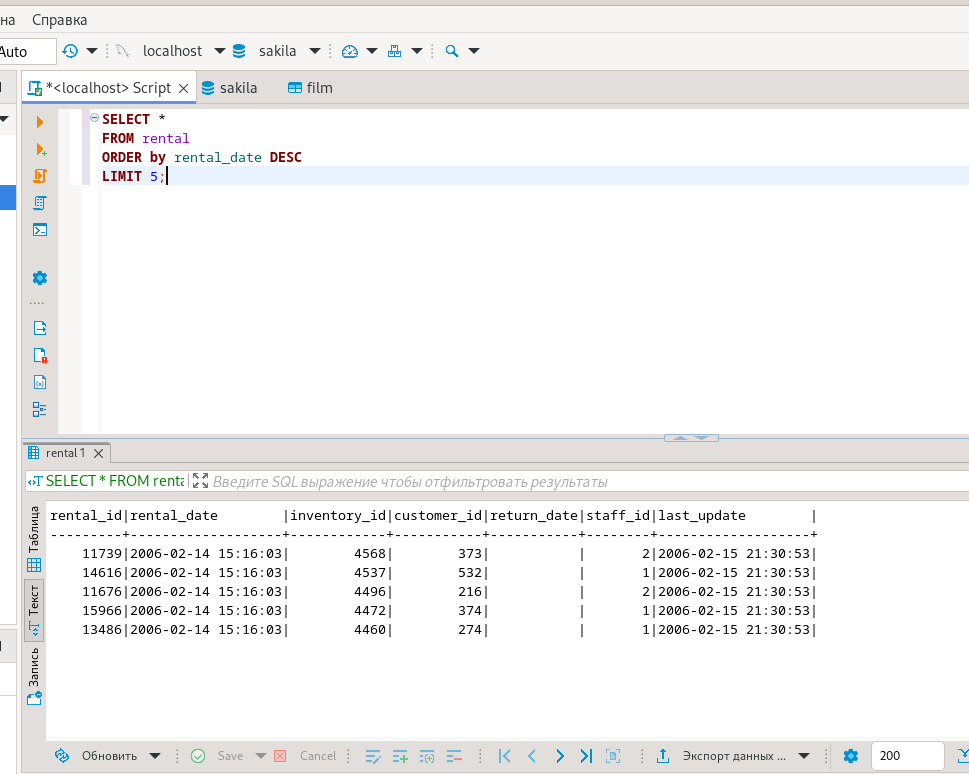 на Справка
Auto localhost sakila
*<localhost> Script sakila film
SELECT *
FROM rental
ORDER by rental_date DESC
LIMIT 5;
rental 1
SELECT * FROM renta Введите SQL выражение чтобы отфильтровать результаты
Таблица
Текст
Запись
rental_id|rental_date        |inventory_id|customer_id|return_date|staff_id|last_update        |
---------+-------------------+------------+-----------+-----------+--------+-------------------+
    11739|2006-02-14 15:16:03|        4568|        373|           |       2|2006-02-15 21:30:53|
    14616|2006-02-14 15:16:03|        4537|        532|           |       1|2006-02-15 21:30:53|
    11676|2006-02-14 15:16:03|        4496|        216|           |       2|2006-02-15 21:30:53|
    15966|2006-02-14 15:16:03|        4472|        374|           |       1|2006-02-15 21:30:53|
    13486|2006-02-14 15:16:03|        4460|        274|           |       1|2006-02-15 21:30:53|
Обновить Save Cancel Экспорт данных ... 200